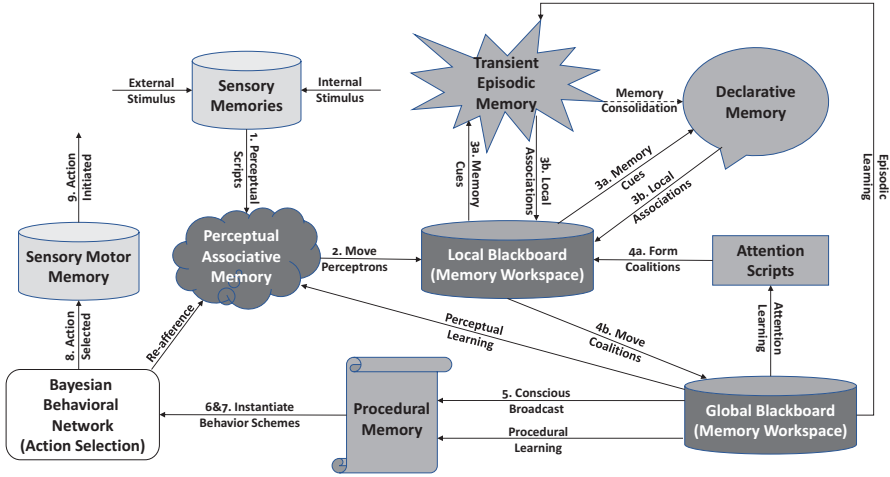 Transient
Episodic
Memory
External
Stimulus
Sensory
Memories
Internal
Stimulus
Memory
Consolidation
Declarative
Memory
1. Perceptual
Scripts
3a. Memory
Cues
3b. Local
Associations
3a. Memory
Cues
3b. Local
Associations
Episodic
Learning
9. Action
Initiated
Sensory Motor
Memory
Perceptual
Associative
Memory
2. Move
Perceptrons
Local Blackboard
(Memory Workspace)
4a. Form
Coalitions
Attention
Scripts
8. Action
Selected
Re-afference
Perceptual
Learning
4b. Move
Coalitions
Attention
Learning
Bayesian
Behavioral
Network
(Action Selection)
6&7. Instantiate
Behavior Schemes
Procedural
Memory
5. Conscious
Broadcast
Procedural
Learning
Global Blackboard
(Memory Workspace)